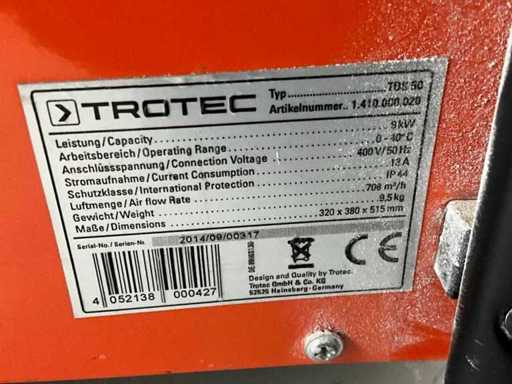 TROTEC
Typ ..... TDS 50
Artikelnummer.. 1.410.000.020
Leistung/Capacity 9 kW
Arbeitsbereich/Operating Range 0 - 40°C
Anschlüssspannung/Connection Voltage 400 V/50 Hz
Stromaufnahme/Current Consumption 13 A
Schutzklasse/International Protection IP 44
Luftmenge/Air flow Rate 708 m³/h
Gewicht/Weight 9,5 kg
Maße/Dimensions 320 x 380 x 515 mm
Serial-No./Serien-Nr. 2014/09/00317
4 052138 000427
Design and Quality by Trotec.
Trotec GmbH & Co. KG
52525 Heinsberg - Germany
CE